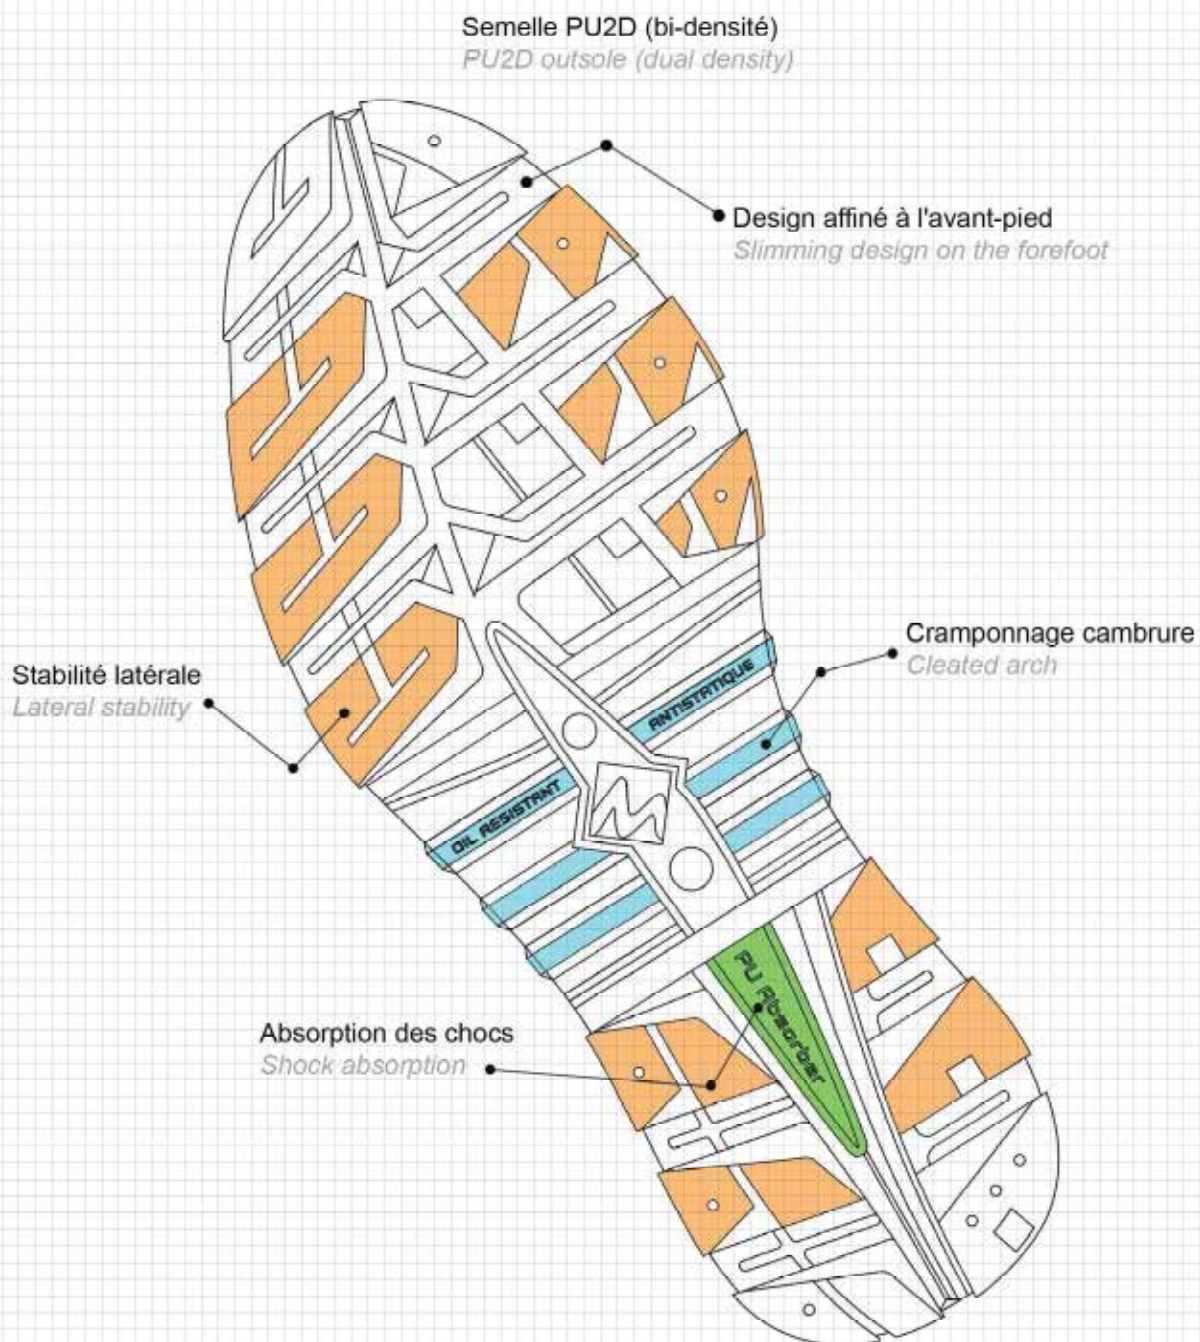 Semelle PU2D (bi-densité)
PU2D outsole (dual density)
Design affiné à l'avant-pied
Slimming design on the forefoot
Cramponnage cambrure
Cleated arch
Stabilité latérale
Lateral stability
ANTISTATIQUE
OIL RESISTANT
PU Absorber
Absorption des chocs
Shock absorption